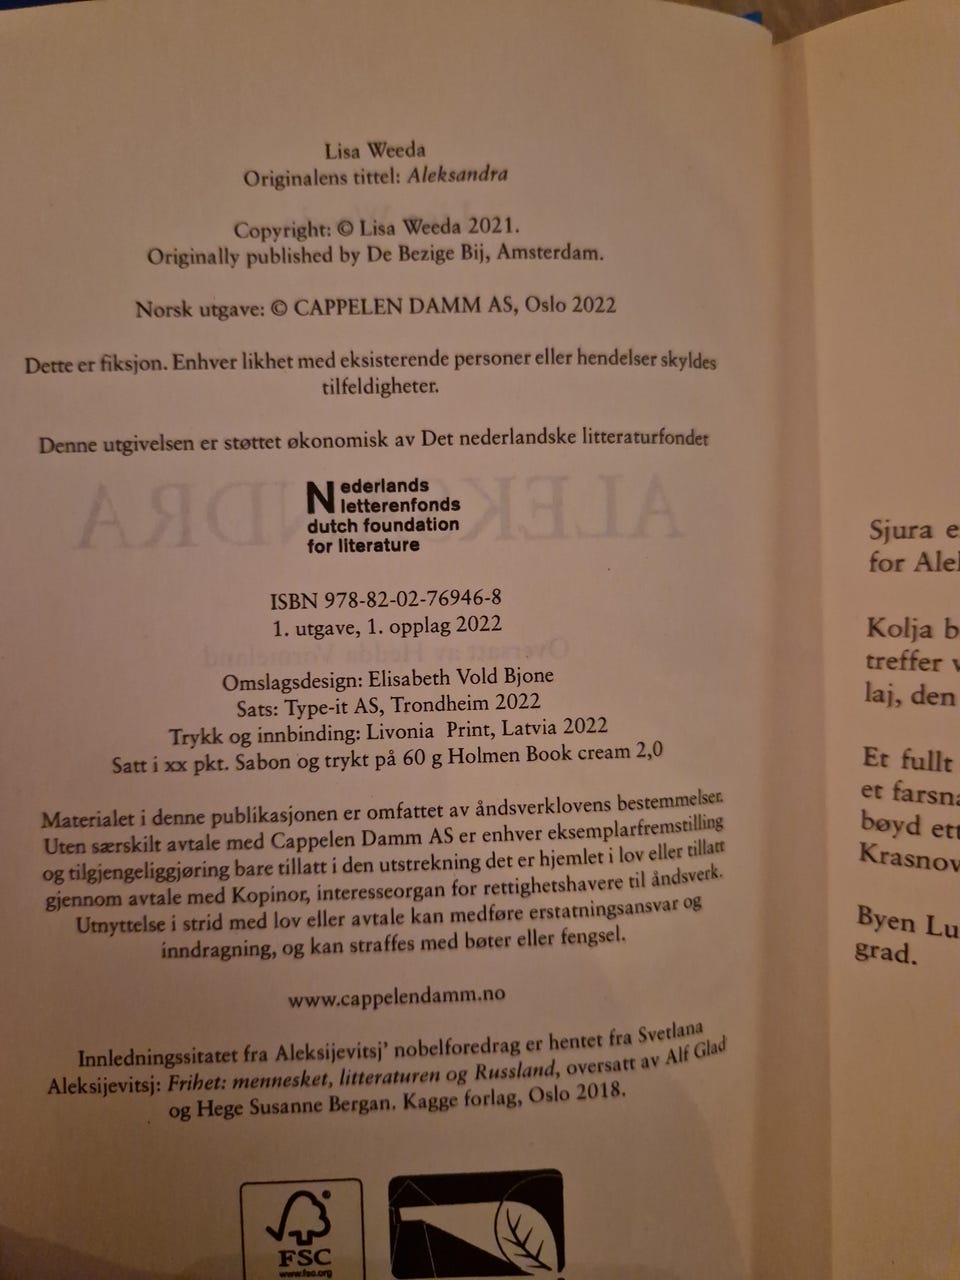 Lisa Weeda
Originalens tittel: Aleksandra
Copyright: © Lisa Weeda 2021.
Originally published by De Bezige Bij, Amsterdam.
Norsk utgave: © CAPPELEN DAMM AS, Oslo 2022
Dette er fiksjon. Enhver likhet med eksisterende personer eller hendelser skyldes
tilfeldigheter.
Denne utgivelsen er støttet økonomisk av Det nederlandske litteraturfondet
Nederlands
letterenfonds
dutch foundation
for literature
ISBN 978-82-02-76946-8
1. utgave, 1. opplag 2022
Omslagsdesign: Elisabeth Vold Bjone
Sats: Type-it AS, Trondheim 2022
Trykk og innbinding: Livonia Print, Latvia 2022
Satt i xx pkt. Sabon og trykt på 60 g Holmen Book cream 2,0
Materialet i denne publikasjonen er omfattet av åndsverklovens bestemmelser.
Uten særskilt avtale med Cappelen Damm AS er enhver eksemplarfremstilling
og tilgjengeliggjøring bare tillatt i den utstrekning det er hjemlet i lov eller tillatt
gjennom avtale med Kopinor, interesseorgan for rettighetshavere til åndsverk.
Utnyttelse i strid med lov eller avtale kan medføre erstatningsansvar og
inndragning, og kan straffes med bøter eller fengsel.
www.cappelendamm.no
Innledningssitatet fra Aleksijevitsj' nobelforedrag er hentet fra Svetlana
Aleksijevitsj: Frihet: mennesket, litteraturen og Russland, oversatt av Alf Glad
og Hege Susanne Bergan. Kagge forlag, Oslo 2018.
FSC
www.fsc.org
Sjura e
for Ale
Kolja b
treffer v
laj, den
Et fullt
et farsna
bøyd ett
Krasnov
Byen Lu
grad.